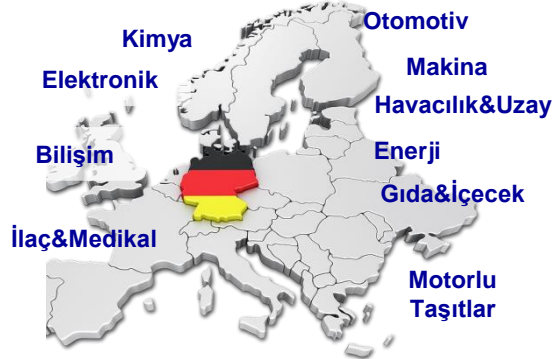 Otomotiv
Kimya
Makina
Elektronik
Havacılık&Uzay
Bilişim
Enerji
Gıda&İçecek
İlaç&Medikal
Motorlu
Taşıtlar